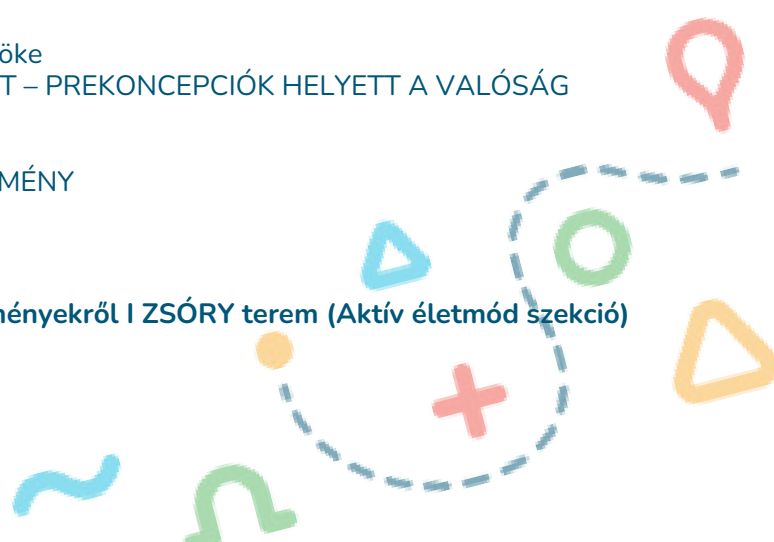 öke
T – PREKONCEPCIÓK HELYETT A VALÓSÁG
MÉNY
ményekről I ZSÓRY terem (Aktív életmód szekció)